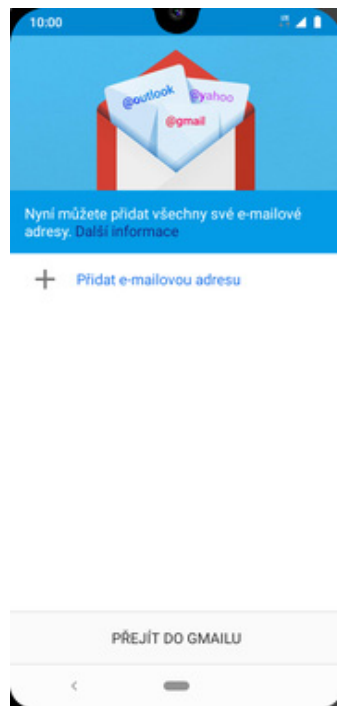 10:00
@outlook
@yahoo
@gmail
Nyní můžete přidat všechny své e-mailové
adresy. Další informace
Přidat e-mailovou adresu
PŘEJÍT DO GMAILU